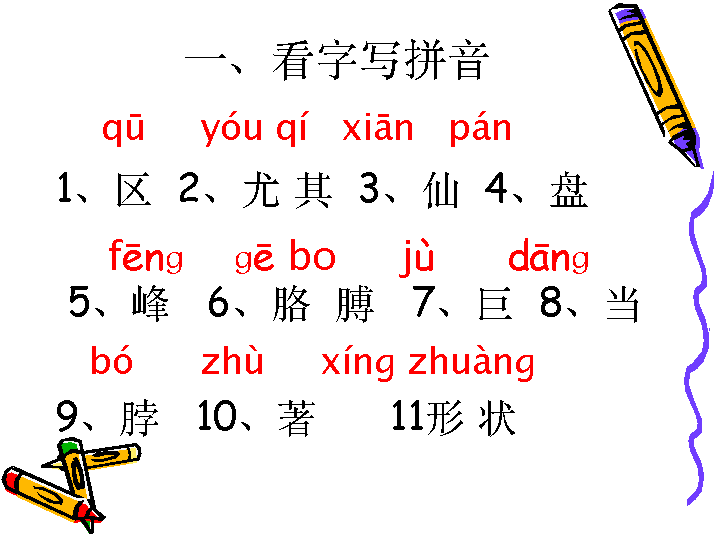 一、看字写拼音
qū yóu qí xiān pán
1、区 2、尤 其 3、仙 4、盘
fēng gē bo jù dāng
5、峰 6、胳 膊 7、巨 8、当
bó zhù xíng zhuàng
9、脖 10、著 11形 状